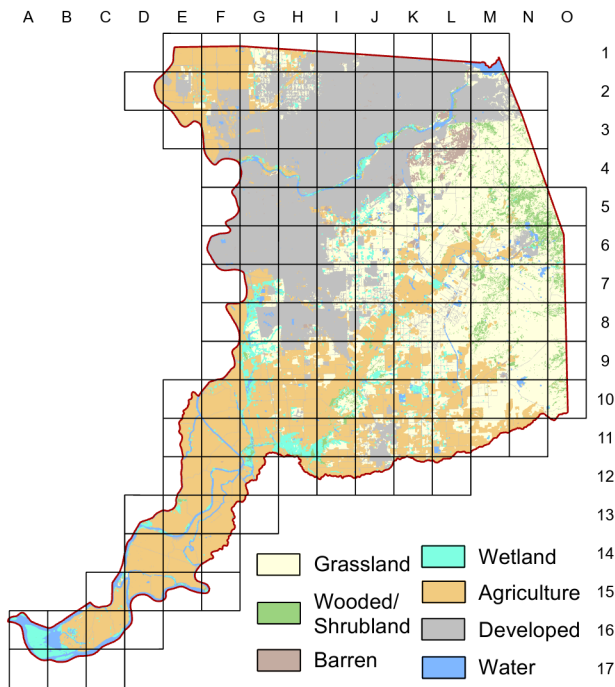 A B C D E F G H I J K L M N O
1
2
3
4
5
6
7
8
9
10
11
12
13
14
15
16
17
Grassland
Wooded/
Shrubland
Barren
Wetland
Agriculture
Developed
Water